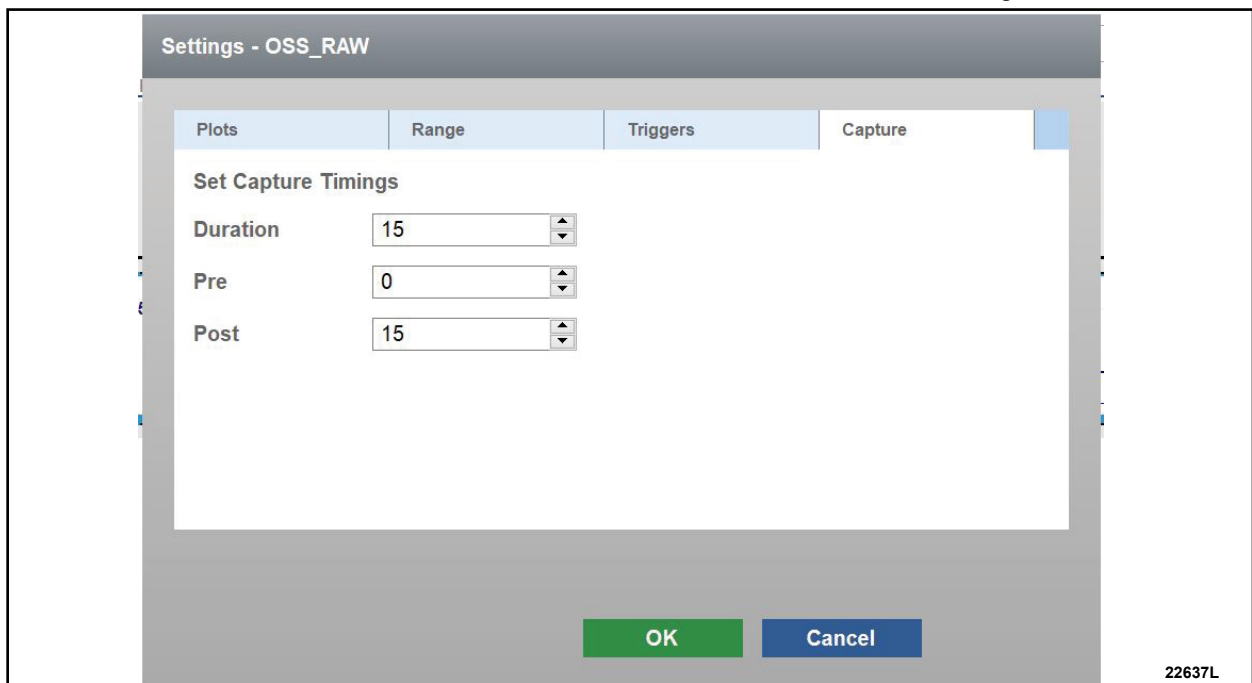 Settings - OSS_RAW
Plots Range Triggers Capture
Set Capture Timings
Duration 15
Pre 0
Post 15
OK Cancel
22637L